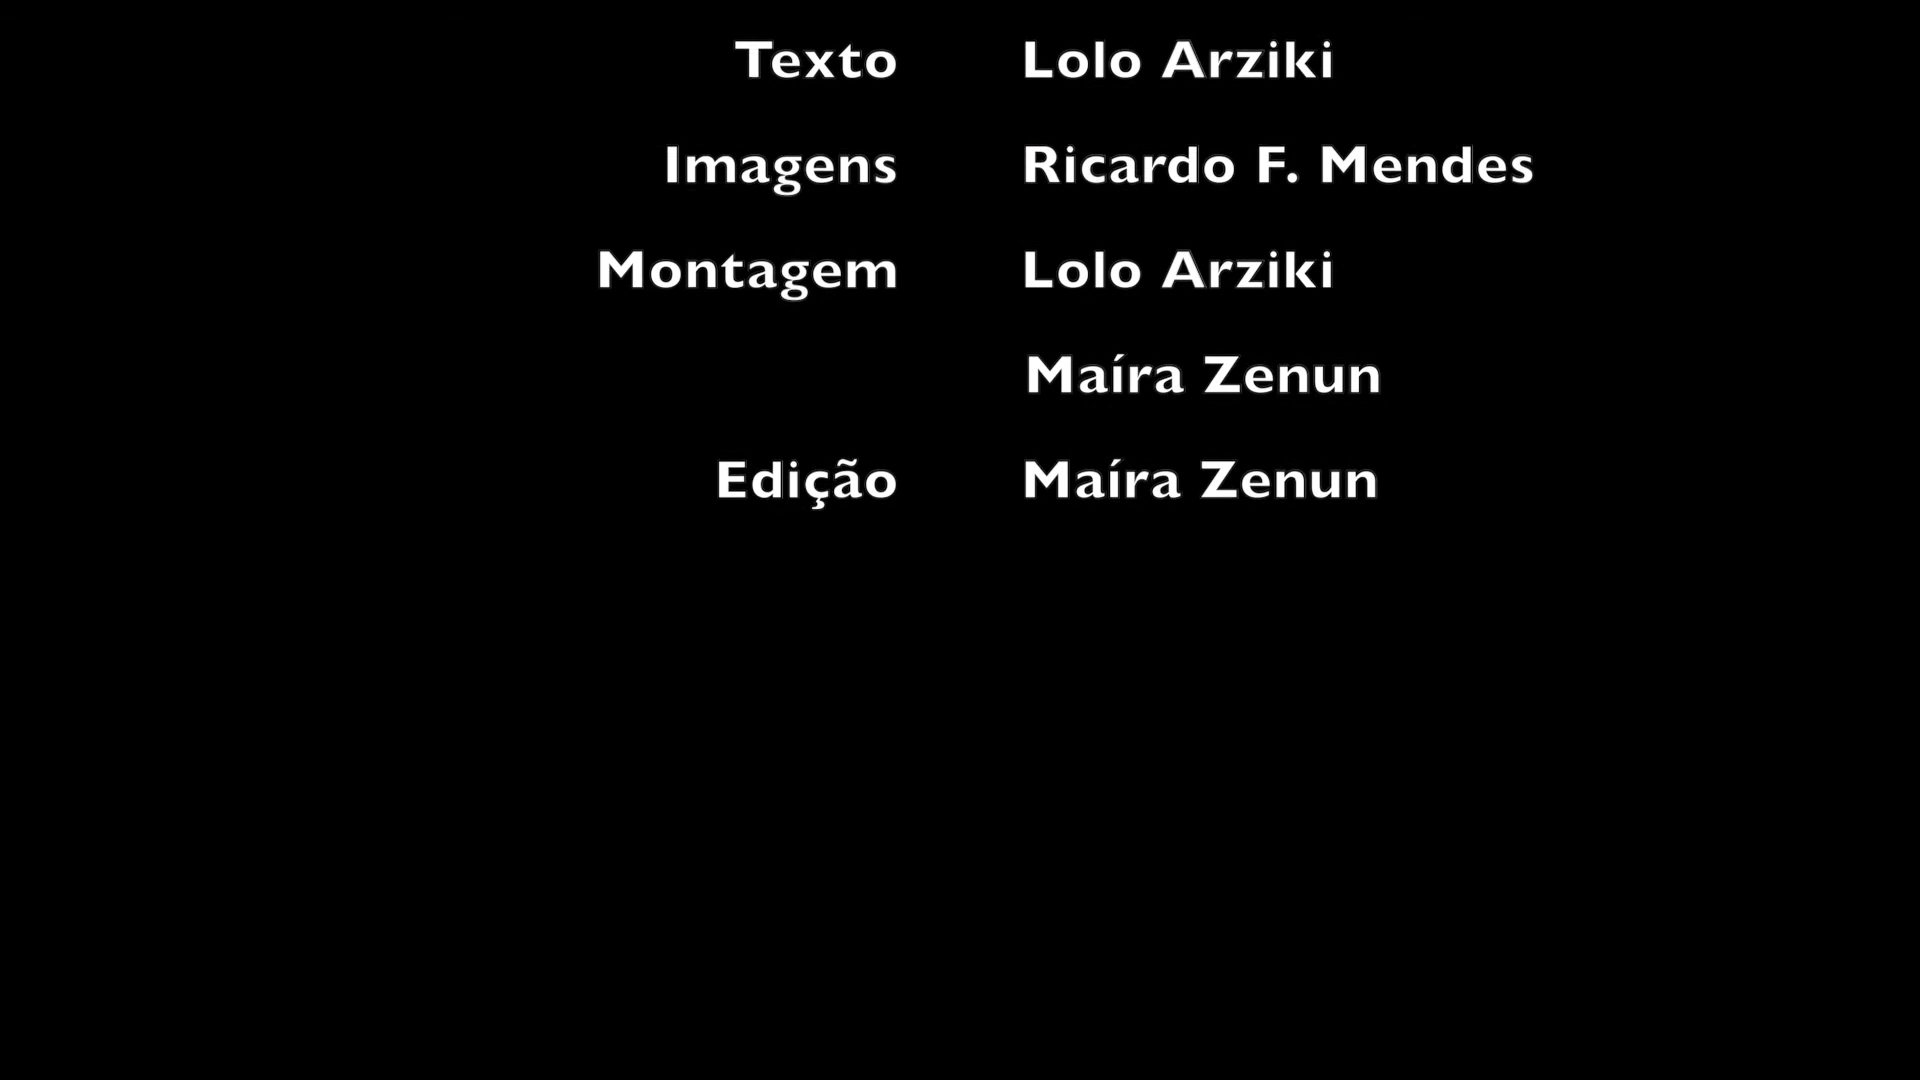 Texto Lolo Arziki
Imagens Ricardo F. Mendes
Montagem Lolo Arziki
Maíra Zenun
Edição Maíra Zenun